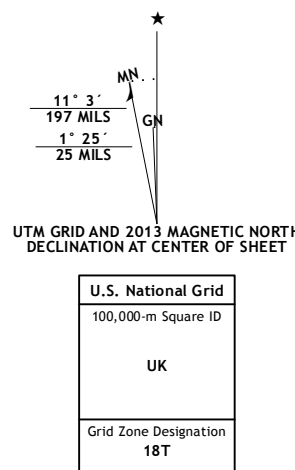 ★
MN
GN
11° 3´
197 MILS
1° 25´
25 MILS
UTM GRID AND 2013 MAGNETIC NORTH
DECLINATION AT CENTER OF SHEET
U.S. National Grid
100,000-m Square ID
UK
Grid Zone Designation
18T